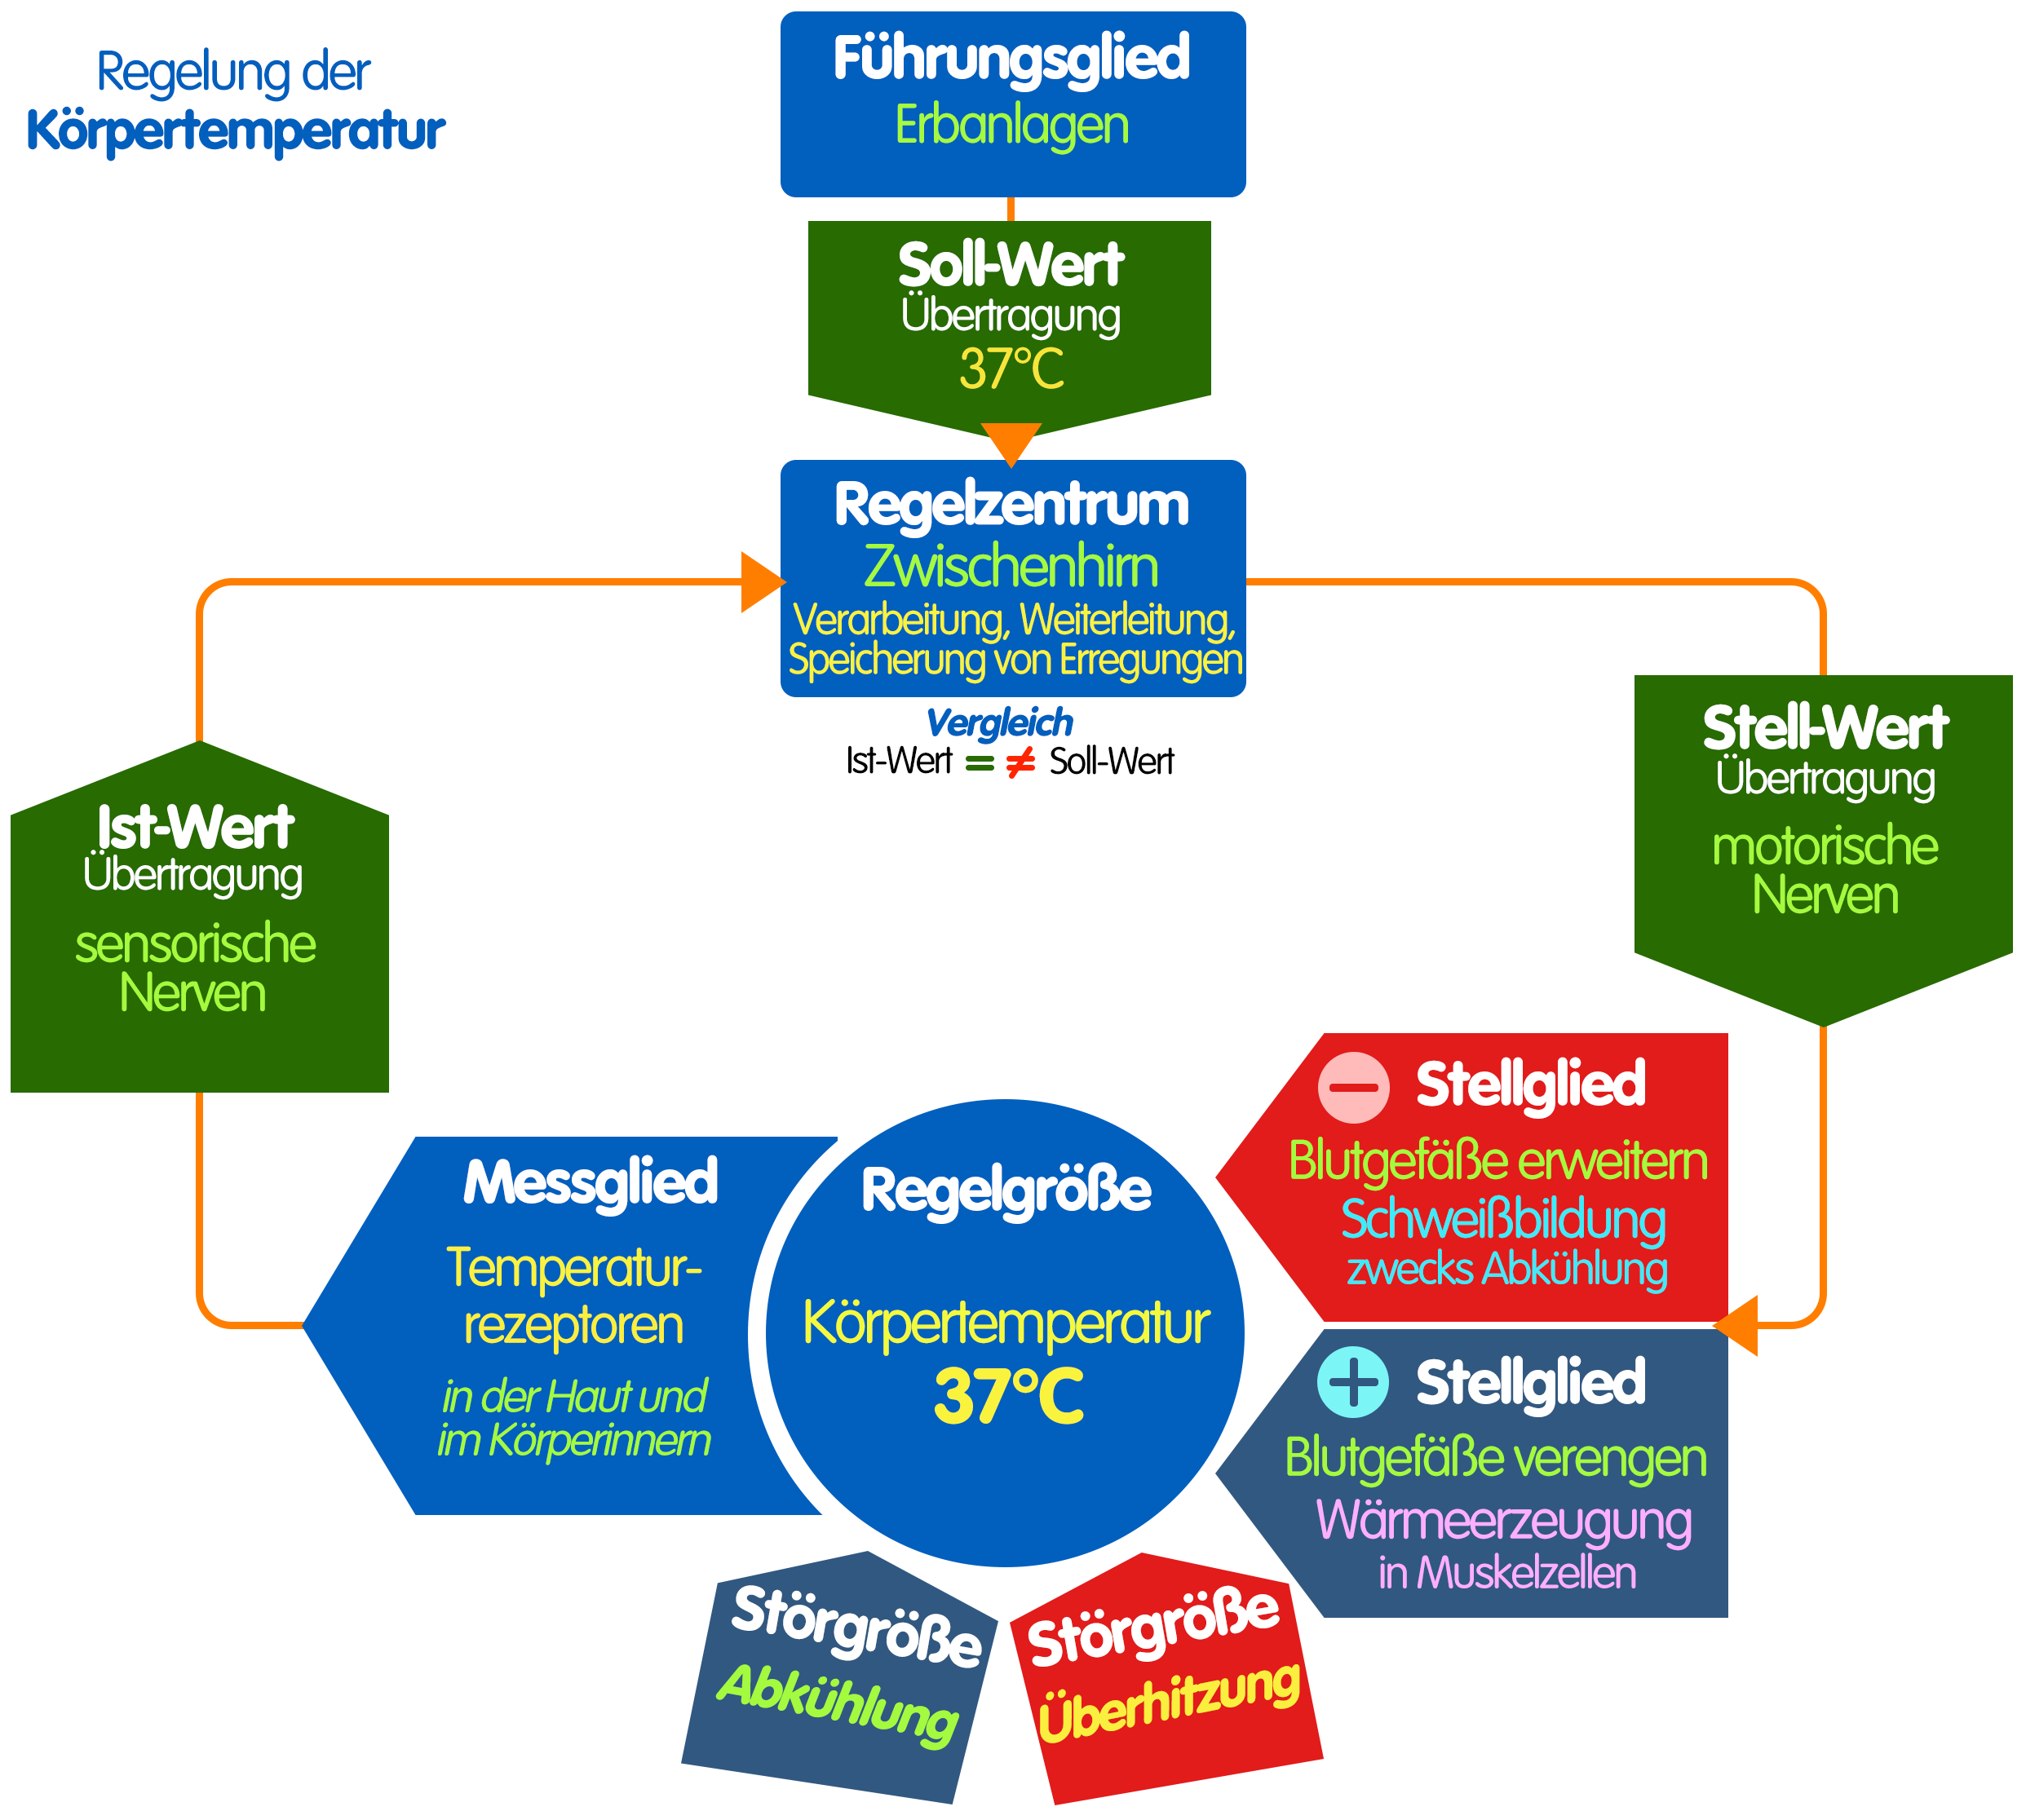 Regelung der
Körpertemperatur
Führungsglied
Erbanlagen
Soll-Wert
Übertragung
37°C
Regelzentrum
Zwischenhirn
Verarbeitung, Weiterleitung,
Speicherung von Erregungen
Vergleich
Ist-Wert = ≠ Soll-Wert
Ist-Wert
Übertragung
sensorische
Nerven
Stell-Wert
Übertragung
motorische
Nerven
Messglied
Temperatur-
rezeptoren
in der Haut und
im Körperinnern
Regelgröße
Körpertemperatur
37°C
− Stellglied
Blutgefäße erweitern
Schweißbildung
zwecks Abkühlung
+ Stellglied
Blutgefäße verengen
Wärmeerzeugung
in Muskelzellen
Störgröße
Abkühlung
Störgröße
Überhitzung